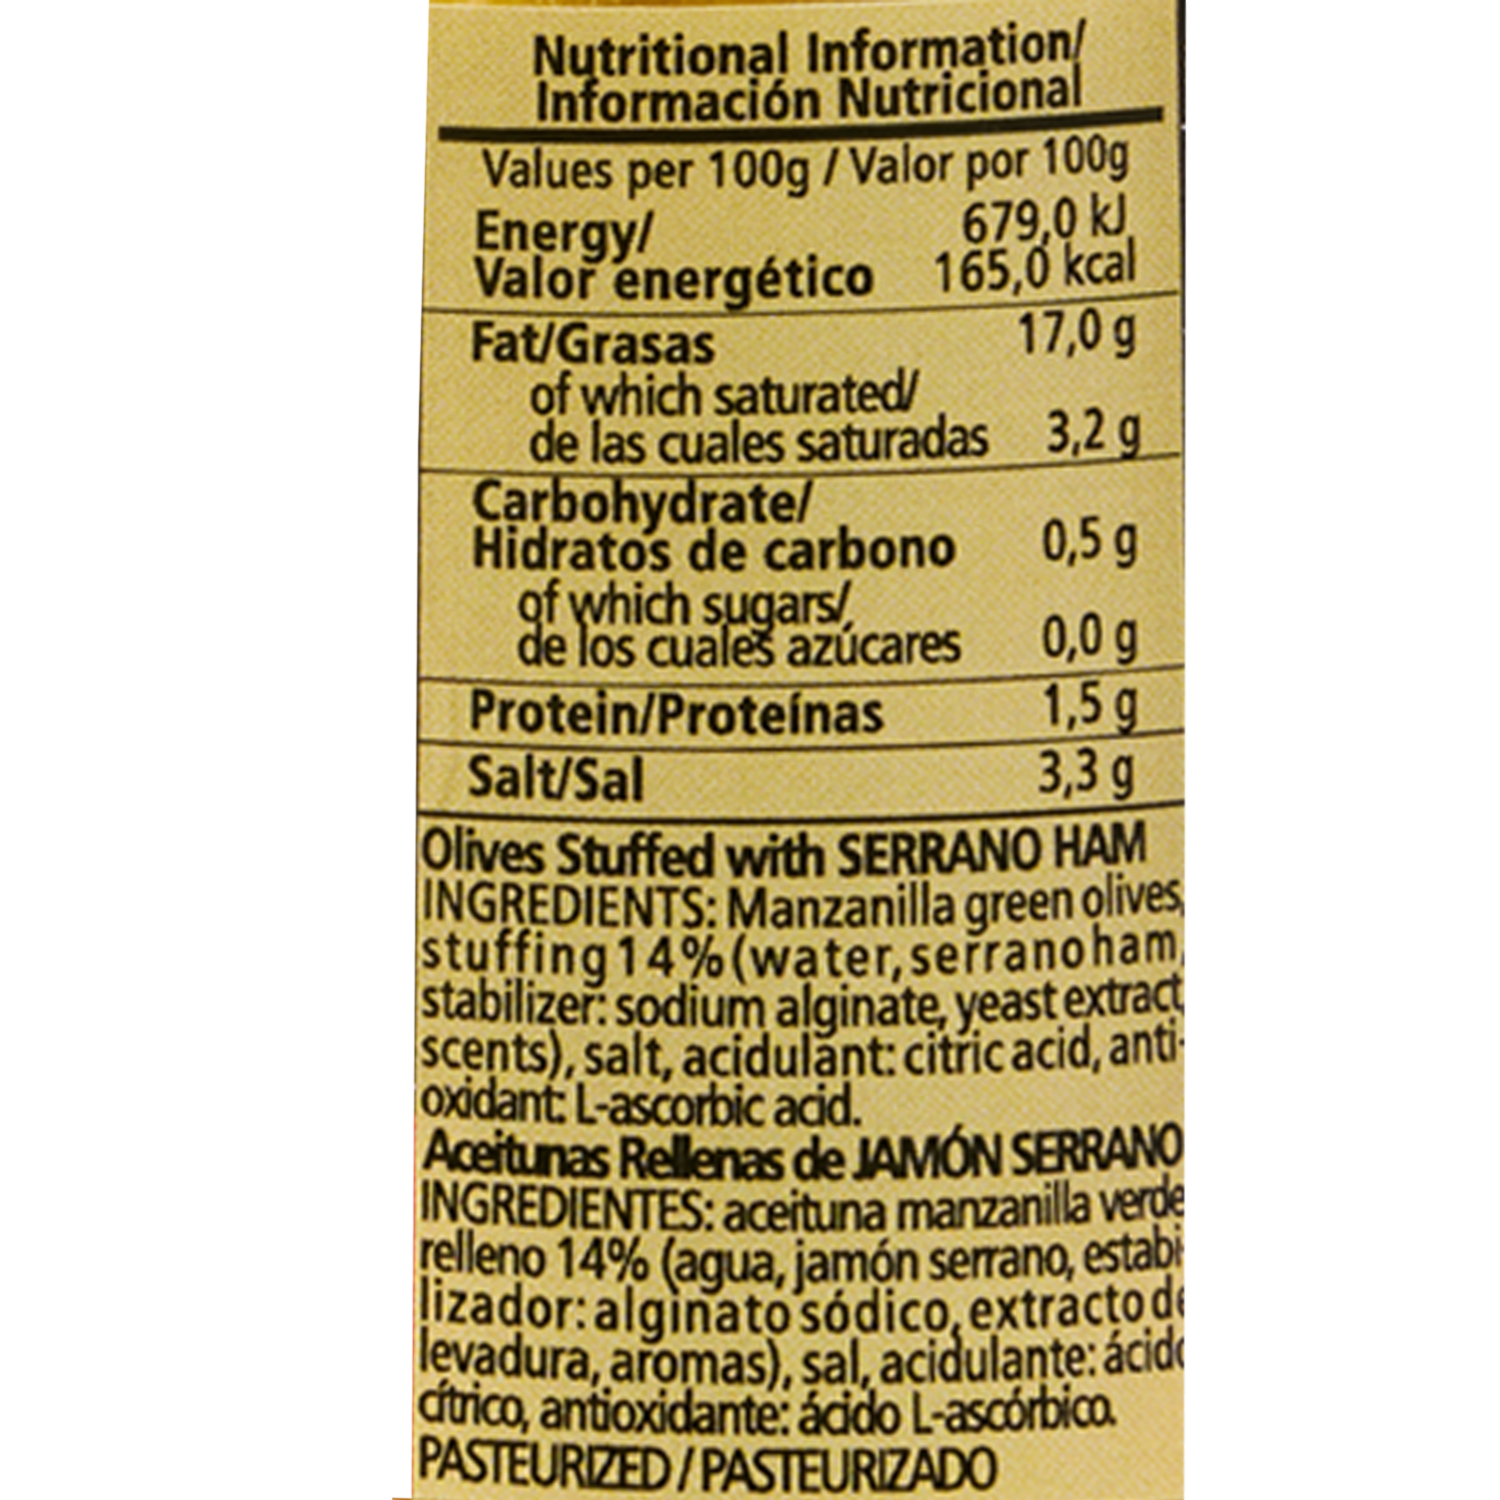 Nutritional Information/
Información Nutricional
Values per 100g / Valor por 100g
Energy/ 679,0 kJ
Valor energético 165,0 kcal
Fat/Grasas 17,0 g
of which saturated/
de las cuales saturadas 3,2 g
Carbohydrate/
Hidratos de carbono 0,5 g
of which sugars/
de los cuales azúcares 0,0 g
Protein/Proteínas 1,5 g
Salt/Sal 3,3 g
Olives Stuffed with SERRANO HAM
INGREDIENTS: Manzanilla green olives,
stuffing 14% (water, serrano ham,
stabilizer: sodium alginate, yeast extract,
scents), salt, acidulant: citric acid, anti-
oxidant: L-ascorbic acid.
Aceitunas Rellenas de JAMÓN SERRANO
INGREDIENTES: aceituna manzanilla verde
relleno 14% (agua, jamón serrano, estabi-
lizador: alginato sódico, extracto de
levadura, aromas), sal, acidulante: ácido
cítrico, antioxidante: ácido L-ascórbico.
PASTEURIZED / PASTEURIZADO